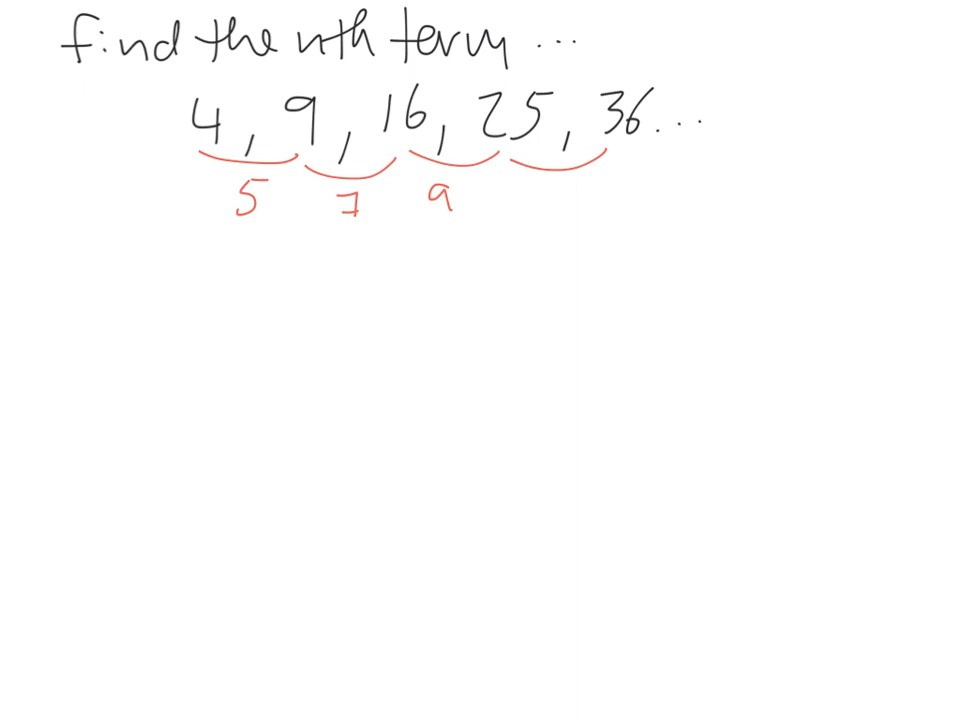 find the nth term ...
4, 9, 16, 25, 36...
5 7 9